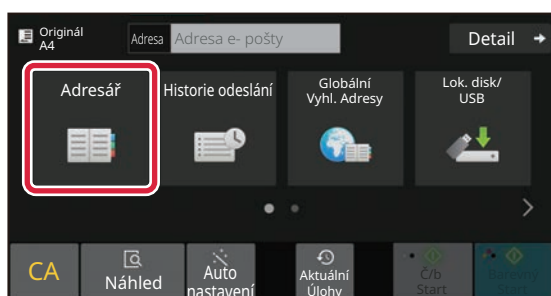 Originál
A4
Adresa
Adresa e- pošty
Detail
Adresář
Historie odeslání
Globální
Vyhl. Adresy
Lok. disk/
USB
CA
Náhled
Auto
nastavení
Aktuální
Úlohy
Č/b
Start
Barevný
Start